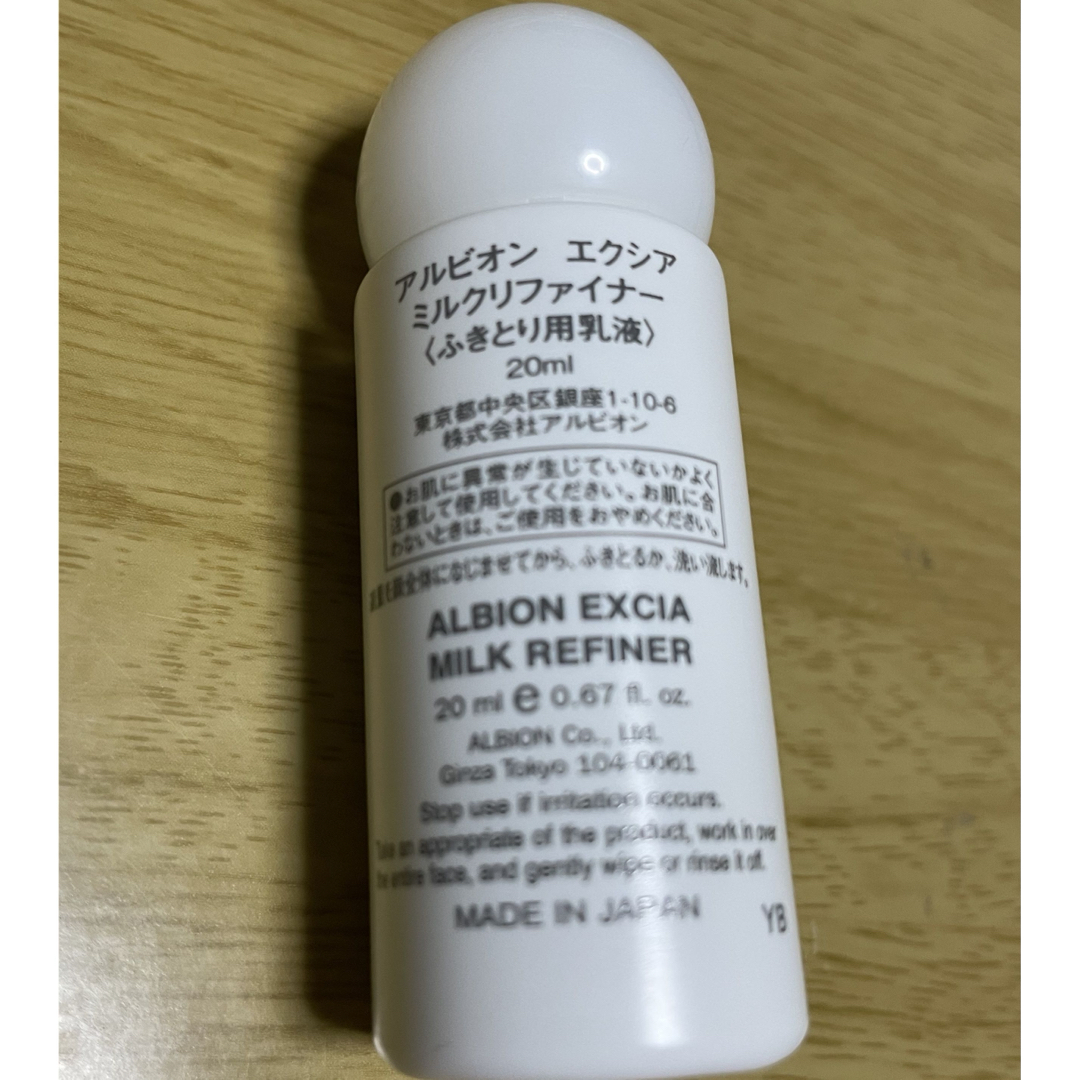 アルビオン エクシア
ミルクリファイナー
〈ふきとり用乳液〉
20ml
東京都中央区銀座1-10-6
株式会社アルビオン
●お肌に異常が生じていないかよく
注意して使用してください。お肌に合
わないときは、ご使用をおやめください。
顔全体になじませてから、ふきとるか、洗い流します。
ALBION EXCIA
MILK REFINER
20 ml e 0.67 fl. oz.
ALBION Co., Ltd.
Ginza Tokyo 104-0061
Stop use if irritation occurs.
Take an appropriate of the product, work in over
the entire face, and gently wipe or rinse it off.
MADE IN JAPAN
YB